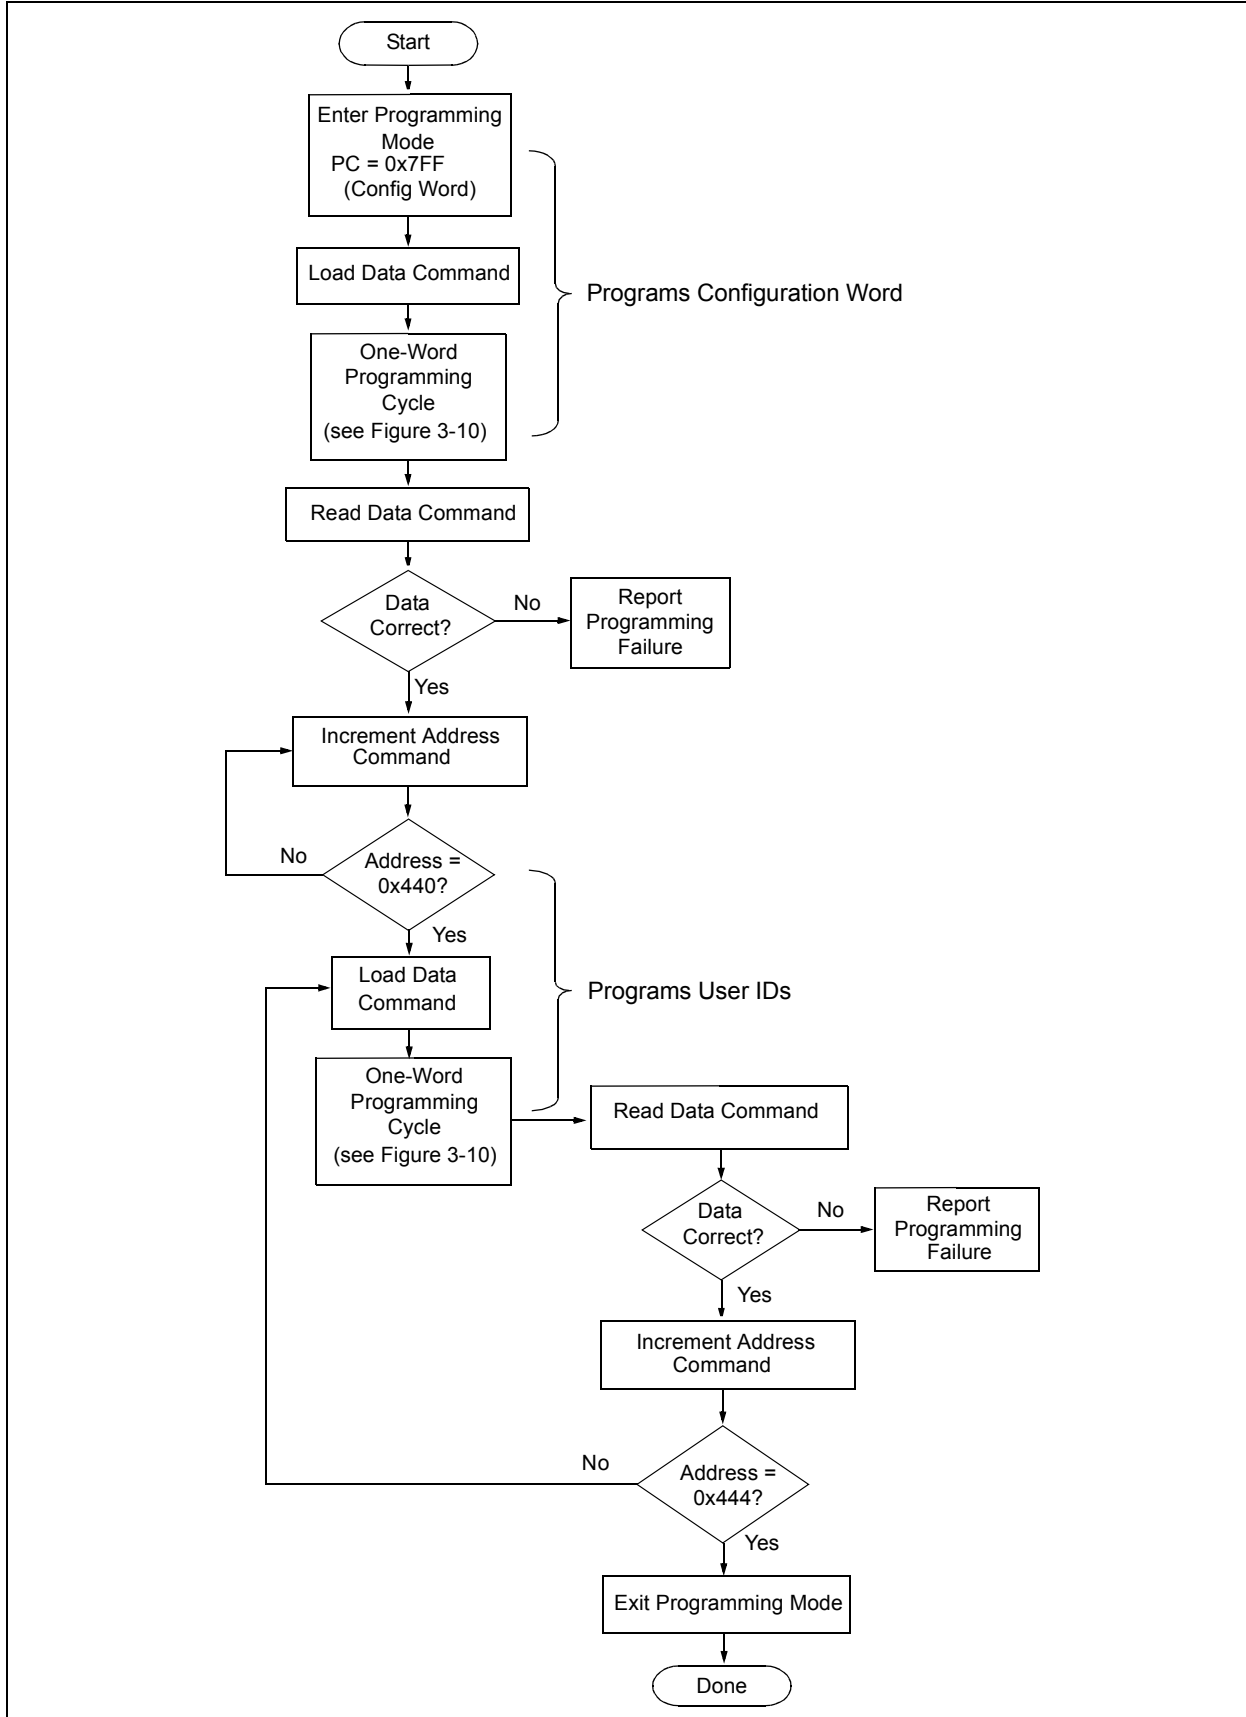 Start
Enter Programming
Mode
PC = 0x7FF
(Config Word)
Load Data Command
Programs Configuration Word
One-Word
Programming
Cycle
(see Figure 3-10)
Read Data Command
Data
Correct?
No
Report
Programming
Failure
Yes
Increment Address
Command
No
Address =
0x440?
Yes
Load Data
Command
Programs User IDs
One-Word
Programming
Cycle
(see Figure 3-10)
Read Data Command
Data
Correct?
No
Report
Programming
Failure
Yes
Increment Address
Command
No
Address =
0x444?
Yes
Exit Programming Mode
Done